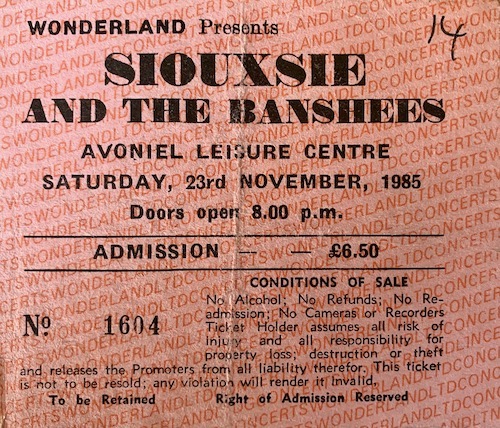 WONDERLAND Presents
14
SIOUXSIE
AND THE BANSHEES
AVONIEL LEISURE CENTRE
SATURDAY, 23rd NOVEMBER, 1985
Doors open 8.00 p.m.
ADMISSION — — £6.50
CONDITIONS OF SALE
No Alcohol; No Refunds; No Re-
admission; No Cameras or Recorders
Nº 1604
Ticket Holder assumes all risk of
injury and all responsibility for
property loss; destruction or theft
and releases the Promoters from all liability therefor. This ticket
is not to be resold; any violation will render it invalid.
To be Retained Right of Admission Reserved